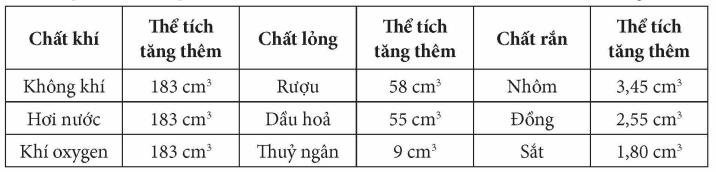 Chất khí Thể tích tăng thêm Chất lỏng Thể tích tăng thêm Chất rắn Thể tích tăng thêm
Không khí 183 cm³ Rượu 58 cm³ Nhôm 3,45 cm³
Hơi nước 183 cm³ Dầu hoả 55 cm³ Đồng 2,55 cm³
Khí oxygen 183 cm³ Thuỷ ngân 9 cm³ Sắt 1,80 cm³